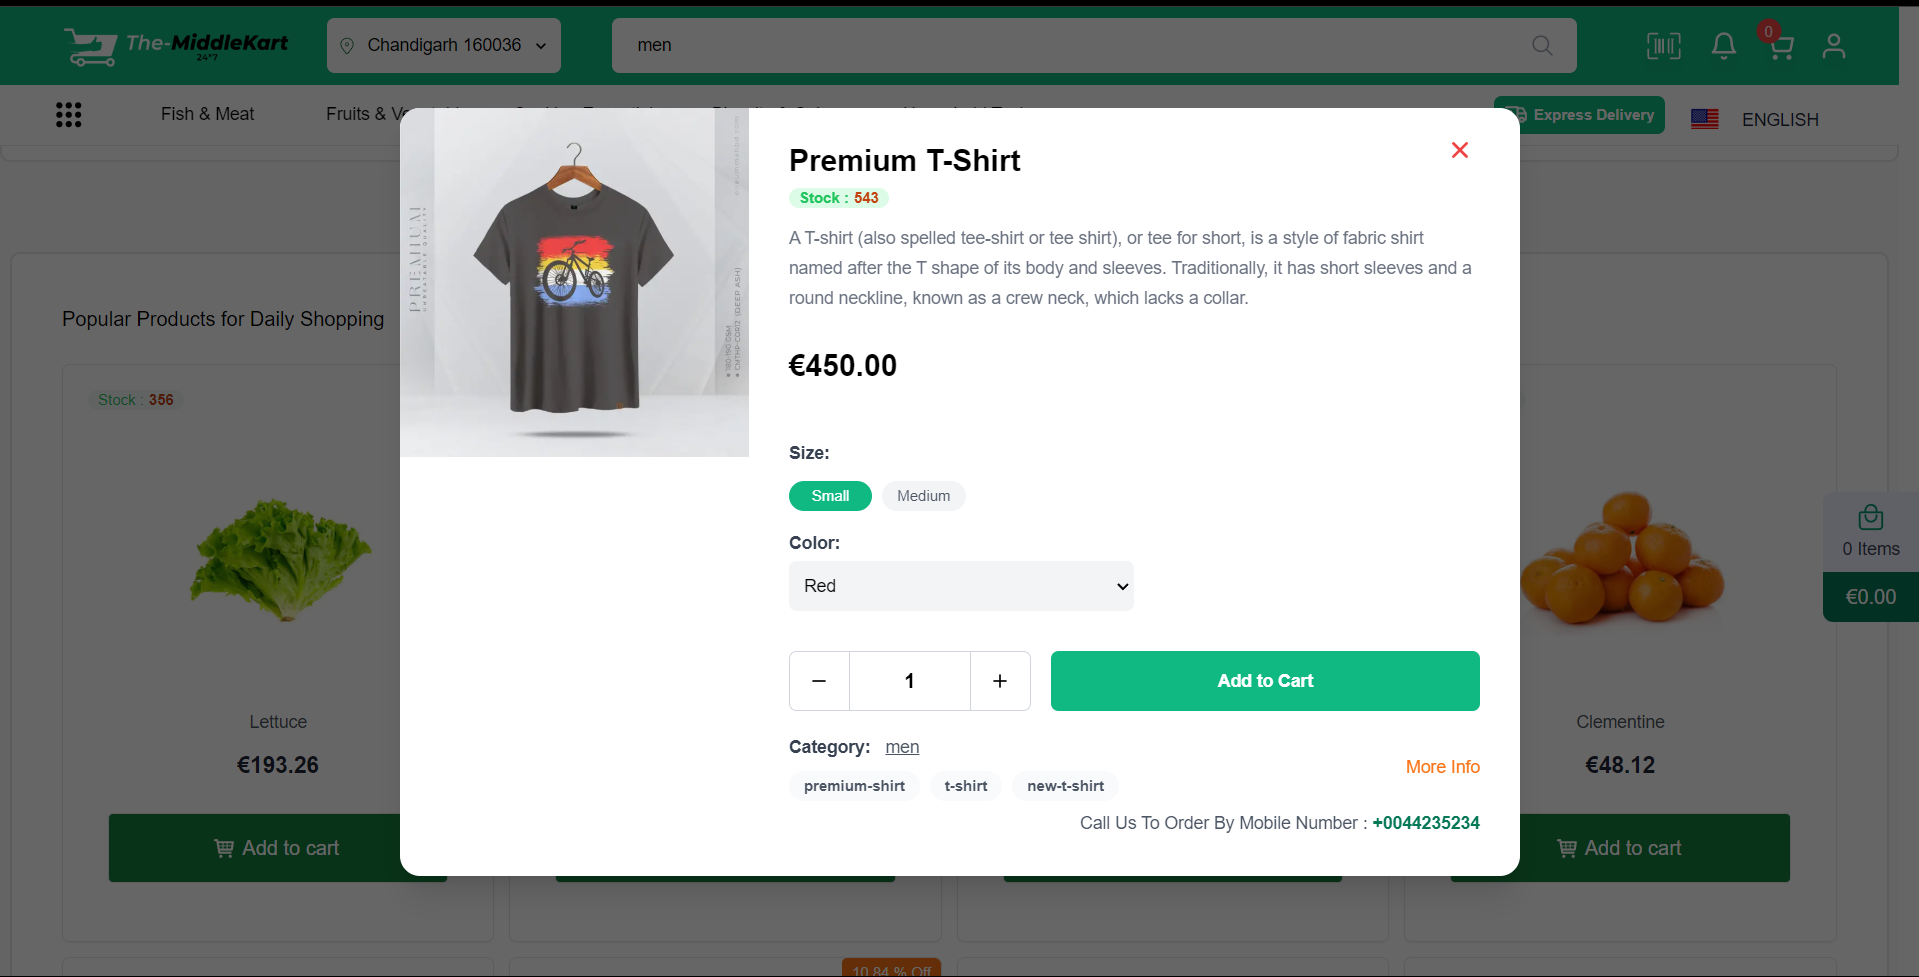 The-MiddleKart
24*7
Chandigarh 160036
men
0
Fish & Meat
Fruits &
Express Delivery
ENGLISH
Premium T-Shirt
Stock : 543
A T-shirt (also spelled tee-shirt or tee shirt), or tee for short, is a style of fabric shirt
named after the T shape of its body and sleeves. Traditionally, it has short sleeves and a
round neckline, known as a crew neck, which lacks a collar.
€450.00
Size:
Small
Medium
Color:
Red
1
Add to Cart
Category: men
premium-shirt
t-shirt
new-t-shirt
More Info
Call Us To Order By Mobile Number : +0044235234
PREMIUM
Popular Products for Daily Shopping
Stock : 356
Lettuce
€193.26
Add to cart
Clementine
€48.12
Add to cart
0 Items
€0.00
10.84 % Off